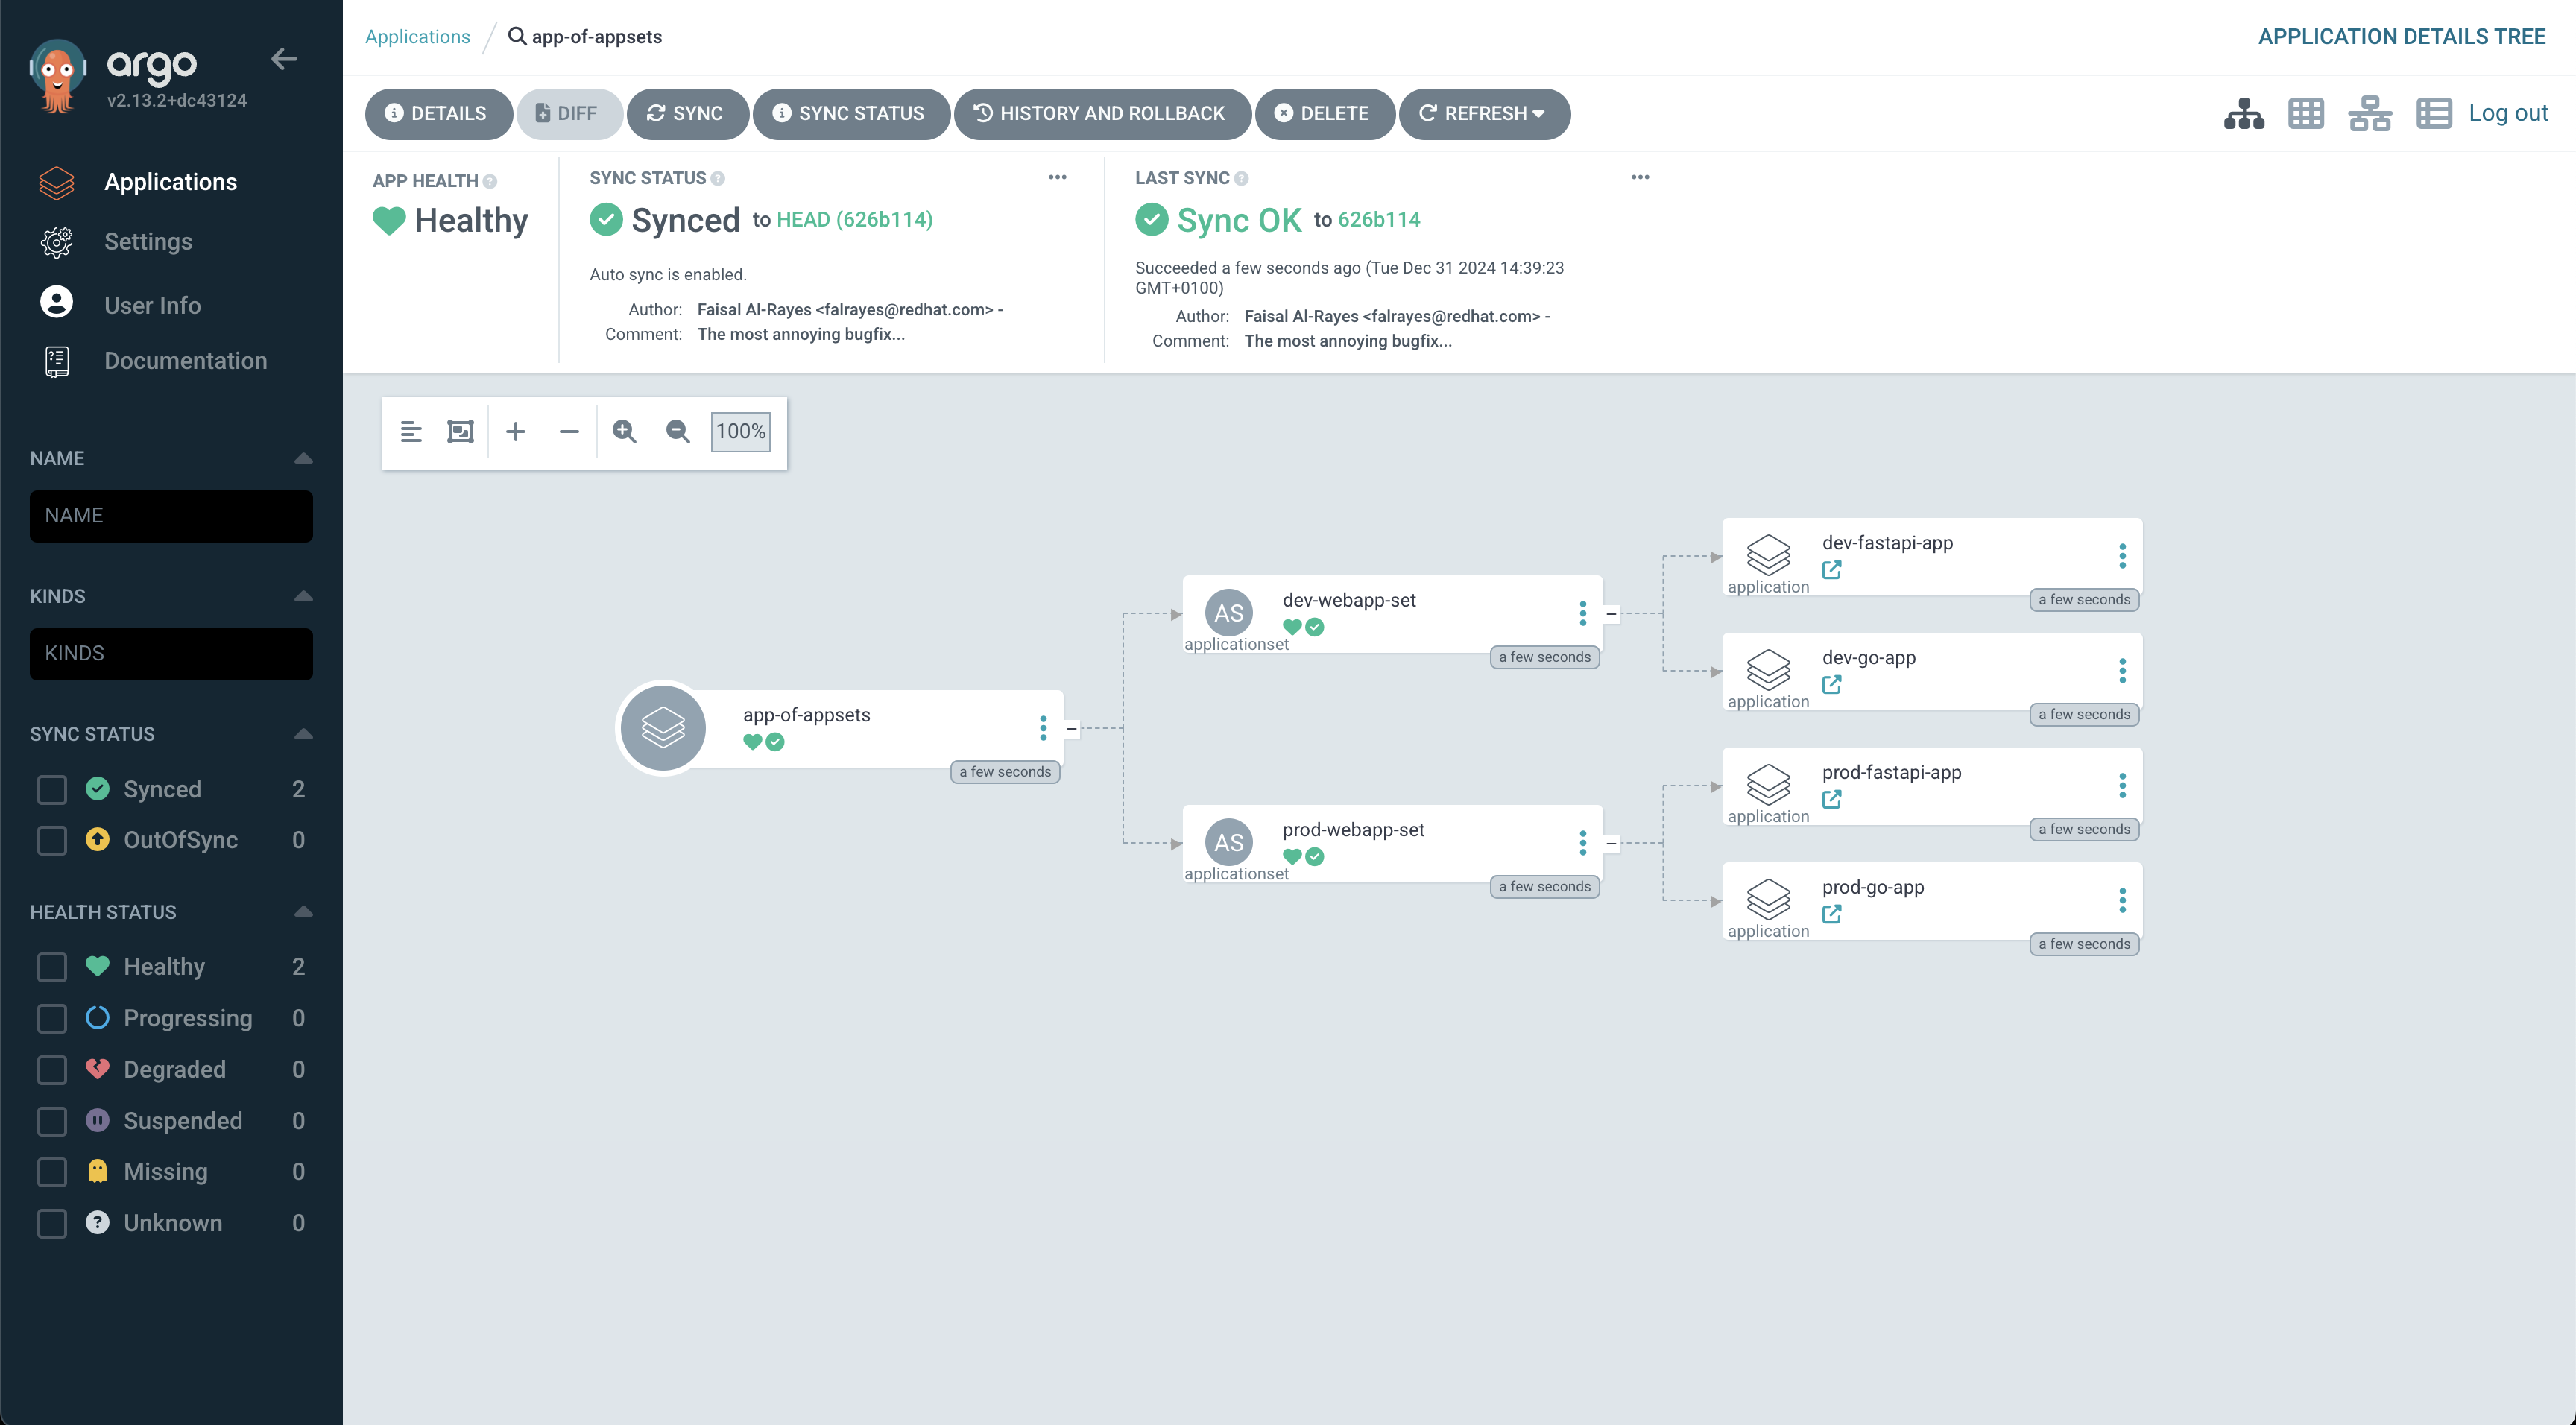 argo
v2.13.2+dc43124
Applications
Settings
User Info
Documentation
NAME
NAME
KINDS
KINDS
SYNC STATUS
Synced 2
OutOfSync 0
HEALTH STATUS
Healthy 2
Progressing 0
Degraded 0
Suspended 0
Missing 0
Unknown 0
Applications / app-of-appsets
APPLICATION DETAILS TREE
DETAILS DIFF SYNC SYNC STATUS HISTORY AND ROLLBACK DELETE REFRESH
Log out
APP HEALTH
Healthy
SYNC STATUS
Synced to HEAD (626b114)
Auto sync is enabled.
Author: Faisal Al-Rayes <falrayes@redhat.com> -
Comment: The most annoying bugfix...
LAST SYNC
Sync OK to 626b114
Succeeded a few seconds ago (Tue Dec 31 2024 14:39:23
GMT+0100)
Author: Faisal Al-Rayes <falrayes@redhat.com> -
Comment: The most annoying bugfix...
100%
app-of-appsets
a few seconds
AS
dev-webapp-set
applicationset
a few seconds
AS
prod-webapp-set
applicationset
a few seconds
dev-fastapi-app
application
a few seconds
dev-go-app
application
a few seconds
prod-fastapi-app
application
a few seconds
prod-go-app
application
a few seconds